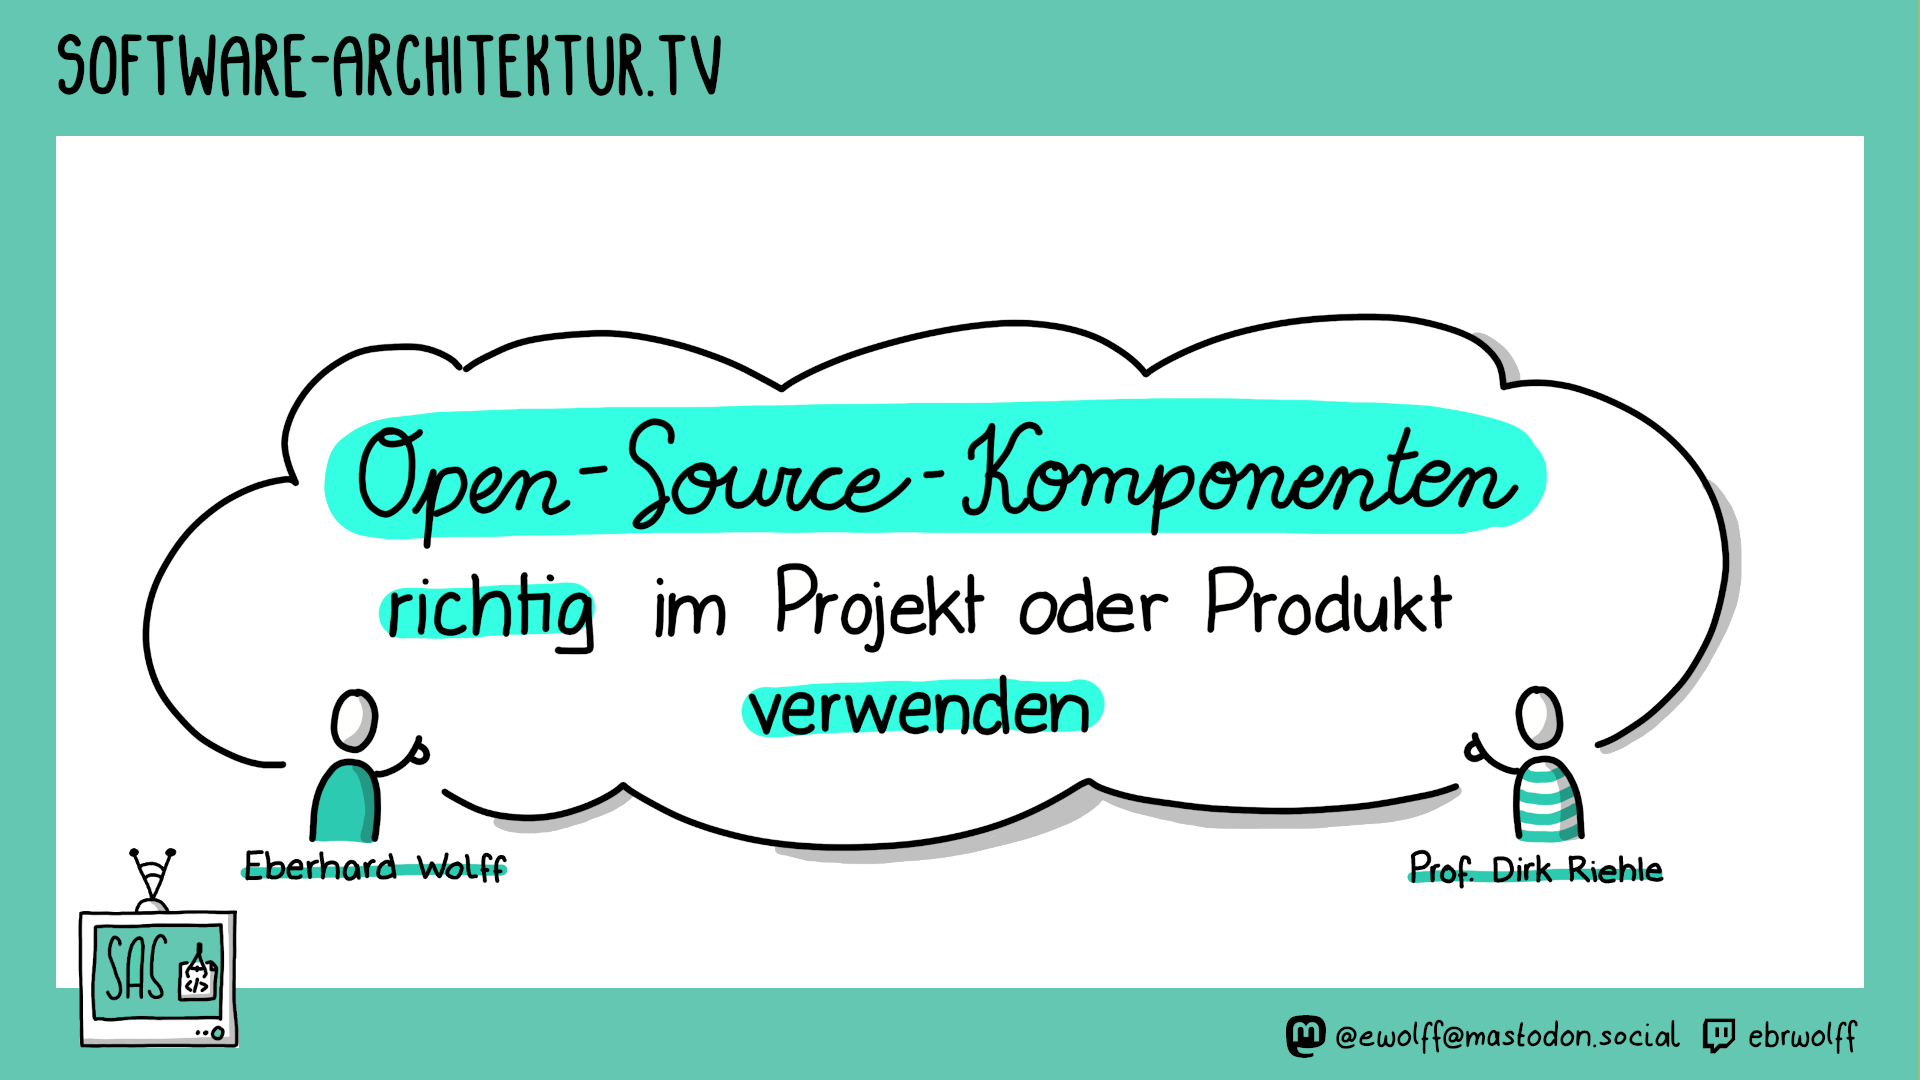 SOFTWARE-ARCHITEKTUR.TV
Open-Source-Komponenten
richtig im Projekt oder Produkt
verwenden
Eberhard Wolff
Prof. Dirk Riehle
SAS
</>
@ewolff@mastodon.social
ebrwolff